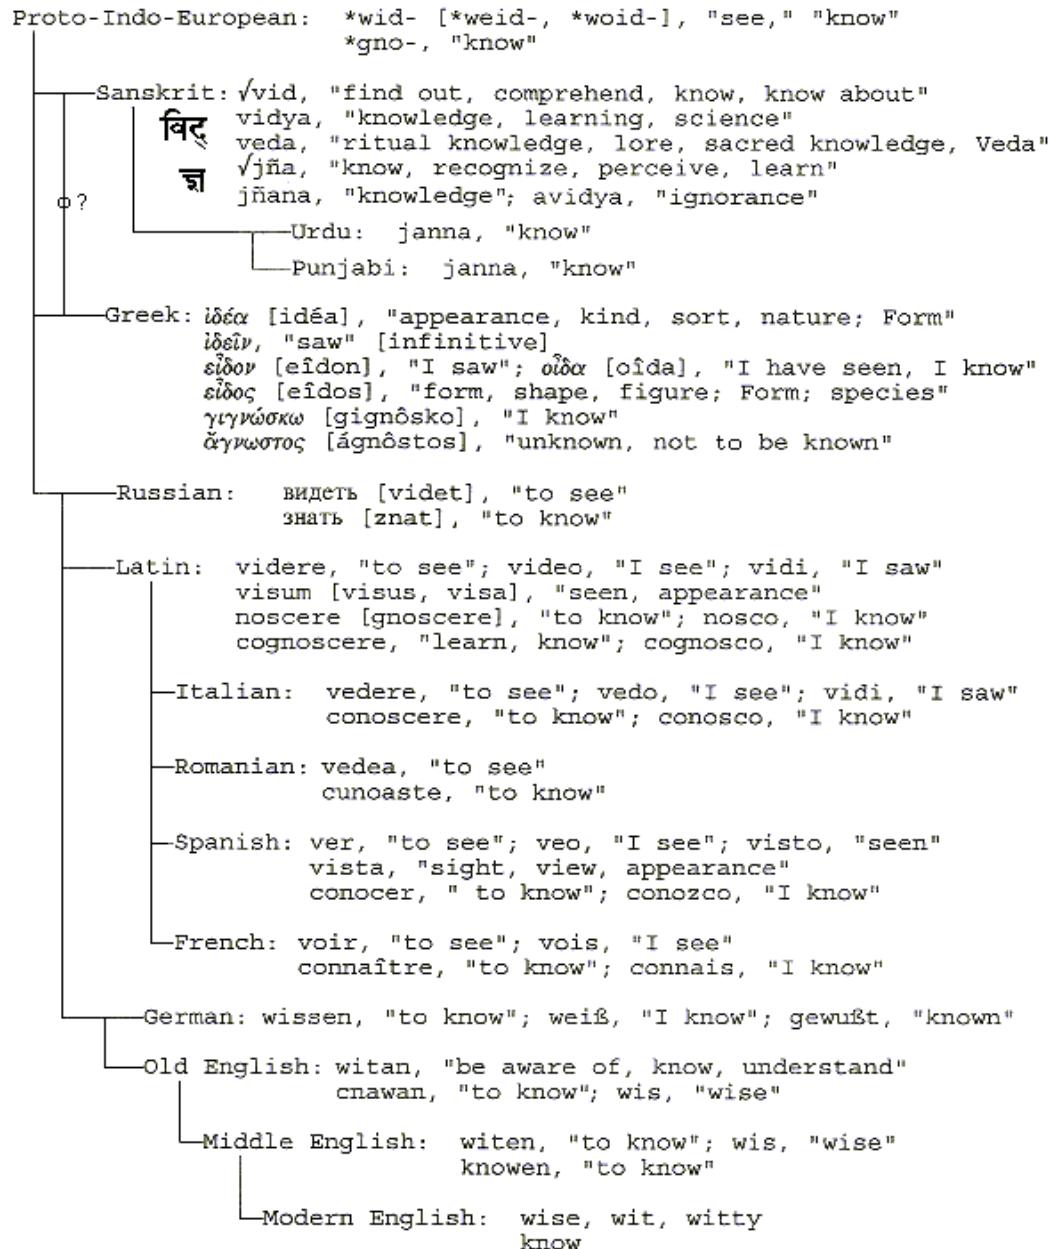 Proto-Indo-European: *wid- [*weid-, *woid-], "see," "know"
*gno-, "know"
Sanskrit: √vid, "find out, comprehend, know, know about"
विद् vidya, "knowledge, learning, science"
veda, "ritual knowledge, lore, sacred knowledge, Veda"
ज्ञ √jña, "know, recognize, perceive, learn"
jñana, "knowledge"; avidya, "ignorance"
?
Urdu: janna, "know"
Punjabi: janna, "know"
Greek: ἰδέα [idéa], "appearance, kind, sort, nature; Form"
ἰδεῖν, "saw" [infinitive]
εἶδον [eîdon], "I saw"; οἶδα [oîda], "I have seen, I know"
εἶδος [eîdos], "form, shape, figure; Form; species"
γιγνώσκω [gignôsko], "I know"
ἄγνωστος [ágnôstos], "unknown, not to be known"
Russian: видеть [videt], "to see"
знать [znat], "to know"
Latin: videre, "to see"; video, "I see"; vidi, "I saw"
visum [visus, visa], "seen, appearance"
noscere [gnoscere], "to know"; nosco, "I know"
cognoscere, "learn, know"; cognosco, "I know"
Italian: vedere, "to see"; vedo, "I see"; vidi, "I saw"
conoscere, "to know"; conosco, "I know"
Romanian: vedea, "to see"
cunoaste, "to know"
Spanish: ver, "to see"; veo, "I see"; visto, "seen"
vista, "sight, view, appearance"
conocer, " to know"; conozco, "I know"
French: voir, "to see"; vois, "I see"
connaître, "to know"; connais, "I know"
German: wissen, "to know"; weiß, "I know"; gewußt, "known"
Old English: witan, "be aware of, know, understand"
cnawan, "to know"; wis, "wise"
Middle English: witen, "to know"; wis, "wise"
knowen, "to know"
Modern English: wise, wit, witty
know